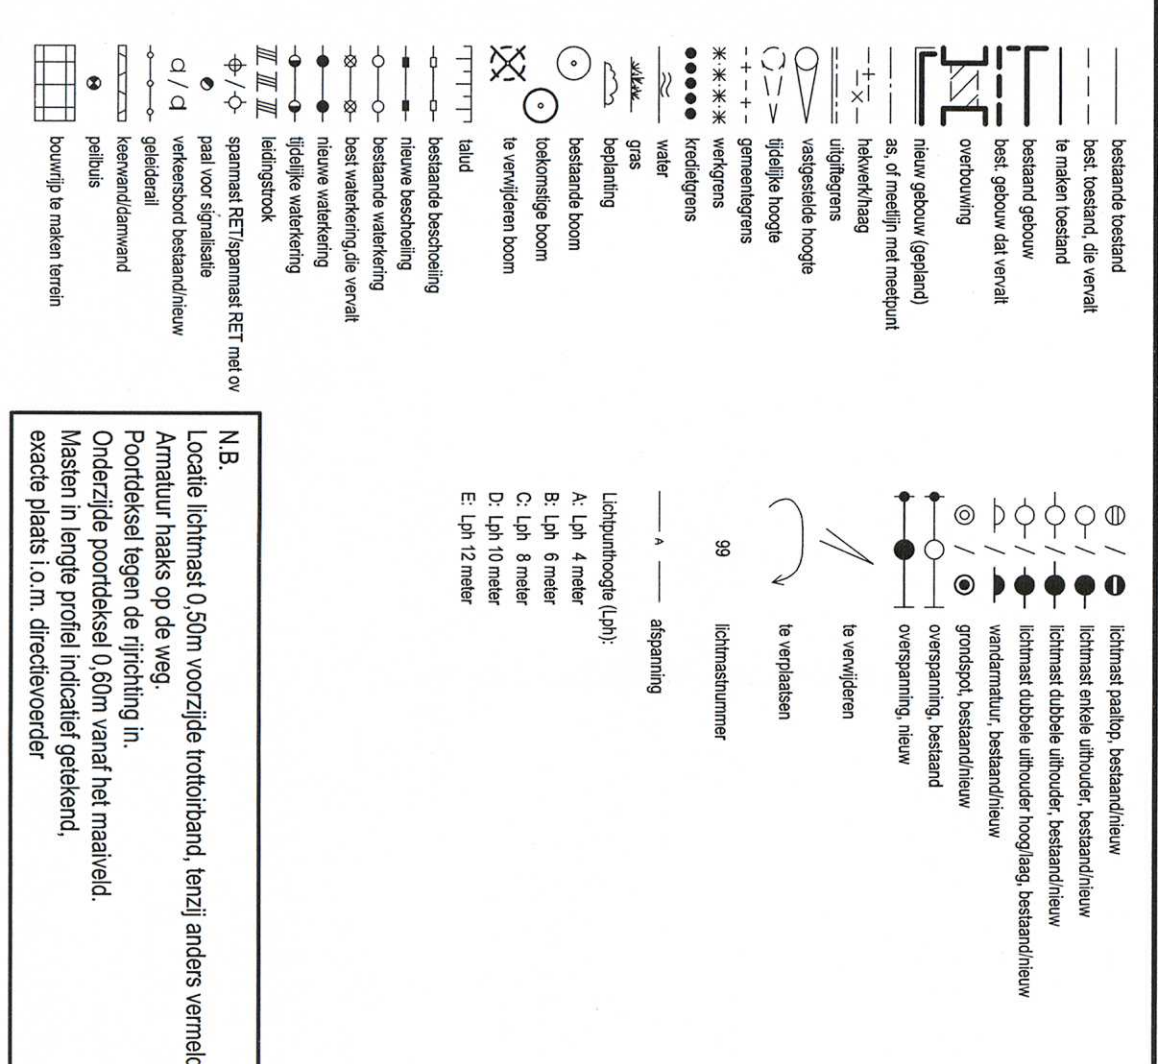 bestaande toestand
best. toestand, die vervalt
te maken toestand
bestaand gebouw
best. gebouw dat vervalt
overbouwing
nieuw gebouw (gepland)
as, of meetlijn met meetpunt
hekwerk/haag
uitgiftegrens
vastgestelde hoogte
tijdelijke hoogte
gemeentegrens
werkgrens
kredietgrens
water
gras
beplanting
bestaande boom
toekomstige boom
te verwijderen boom
talud
bestaande beschoeiing
nieuwe beschoeiing
bestaande waterkering
best waterkering,die vervalt
nieuwe waterkering
tijdelijke waterkering
leidingstrook
spanmast RET/spanmast RET met ov
paal voor signalisatie
verkeersbord bestaand/nieuw
geleiderail
keerwand/damwand
peilbuis
bouwrijp te maken terrein
lichtmast paaltop, bestaand/nieuw
lichtmast enkele uithouder, bestaand/nieuw
lichtmast dubbele uithouder, bestaand/nieuw
lichtmast dubbele uithouder hoog/laag, bestaand/nieuw
wandarmatuur, bestaand/nieuw
grondspot, bestaand/nieuw
overspanning, bestaand
overspanning, nieuw
te verwijderen
te verplaatsen
99 lichtmastnummer
A afspanning
Lichtpunthoogte (Lph):
A: Lph 4 meter
B: Lph 6 meter
C: Lph 8 meter
D: Lph 10 meter
E: Lph 12 meter
N.B.
Locatie lichtmast 0,50m voorzijde trottoirband, tenzij anders vermeld
Armatuur haaks op de weg.
Poortdeksel tegen de rijrichting in.
Onderzijde poortdeksel 0,60m vanaf het maaiveld.
Masten in lengte profiel indicatief getekend,
exacte plaats i.o.m. directievoerder